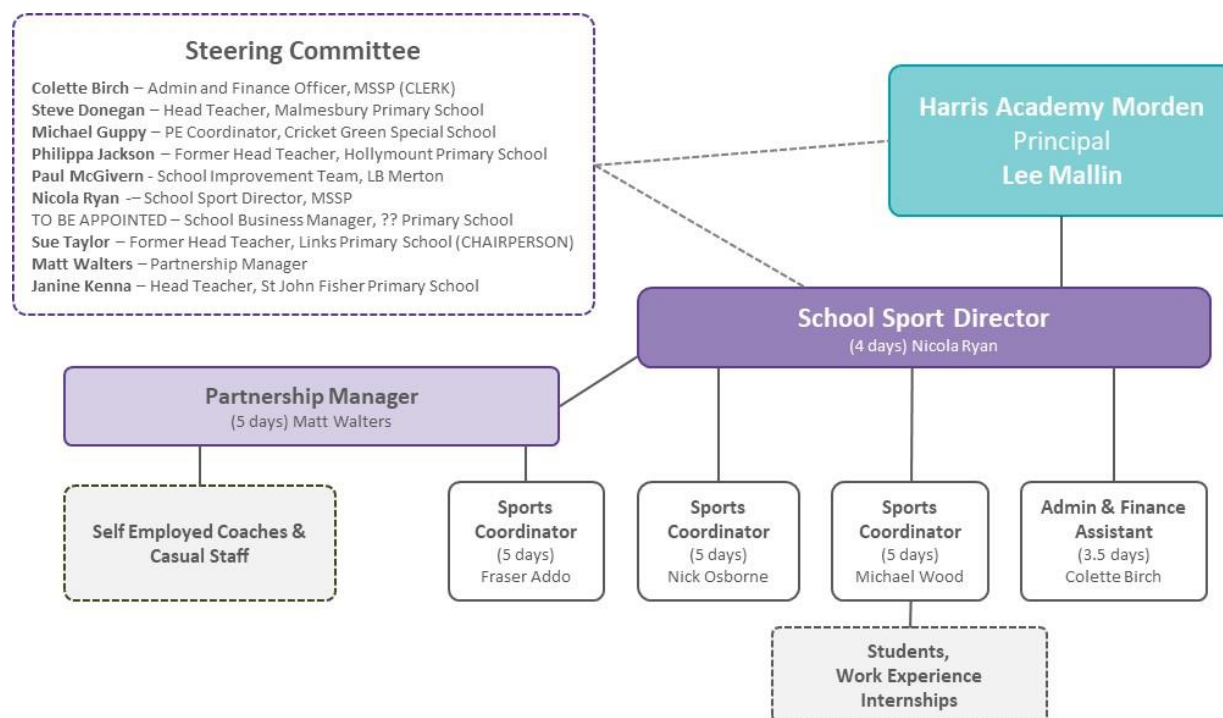 Steering Committee
Colette Birch – Admin and Finance Officer, MSSP (CLERK)
Steve Donegan – Head Teacher, Malmesbury Primary School
Michael Guppy – PE Coordinator, Cricket Green Special School
Philippa Jackson – Former Head Teacher, Hollymount Primary School
Paul McGivern - School Improvement Team, LB Merton
Nicola Ryan -– School Sport Director, MSSP
TO BE APPOINTED – School Business Manager, ?? Primary School
Sue Taylor – Former Head Teacher, Links Primary School (CHAIRPERSON)
Matt Walters – Partnership Manager
Janine Kenna – Head Teacher, St John Fisher Primary School
Harris Academy Morden
Principal
Lee Mallin
School Sport Director
(4 days) Nicola Ryan
Partnership Manager
(5 days) Matt Walters
Self Employed Coaches &
Casual Staff
Sports
Coordinator
(5 days)
Fraser Addo
Sports
Coordinator
(5 days)
Nick Osborne
Sports
Coordinator
(5 days)
Michael Wood
Admin & Finance
Assistant
(3.5 days)
Colette Birch
Students,
Work Experience
Internships